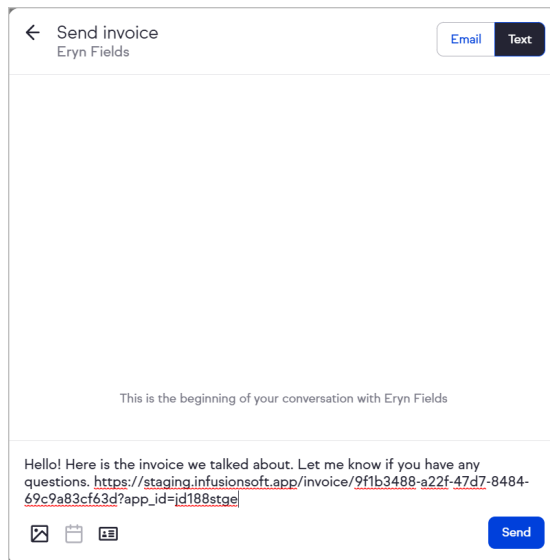 Send invoice
Eryn Fields
Email
Text
This is the beginning of your conversation with Eryn Fields
Hello! Here is the invoice we talked about. Let me know if you have any
questions. https://staging.infusionsoft.app/invoice/9f1b3488-a22f-47d7-8484-
69c9a83cf63d?app_id=jd188stge
Send